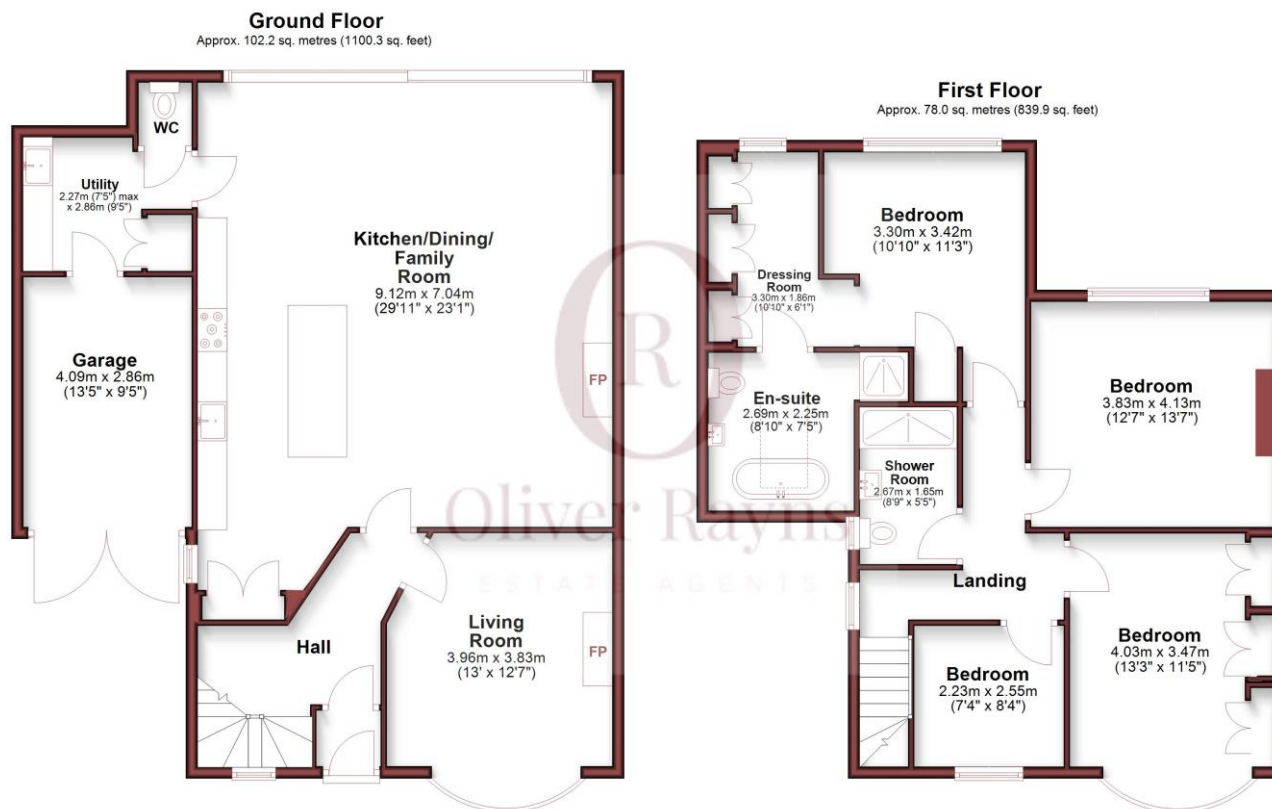 Ground Floor
Approx. 102.2 sq. metres (1100.3 sq. feet)
WC
Utility
2.27m (7'5") max
x 2.86m (9'5")
Kitchen/Dining/
Family
Room
9.12m x 7.04m
(29'11" x 23'1")
Garage
4.09m x 2.86m
(13'5" x 9'5")
FP
Living
Room
3.96m x 3.83m
(13' x 12'7")
FP
Hall
First Floor
Approx. 78.0 sq. metres (839.9 sq. feet)
Bedroom
3.30m x 3.42m
(10'10" x 11'3")
Dressing
Room
3.30m x 1.86m
(10'10" x 6'1")
Bedroom
3.83m x 4.13m
(12'7" x 13'7")
En-suite
2.69m x 2.25m
(8'10" x 7'5")
Shower
Room
2.67m x 1.65m
(8'9" x 5'5")
Landing
Bedroom
4.03m x 3.47m
(13'3" x 11'5")
Bedroom
2.23m x 2.55m
(7'4" x 8'4")
OR
Oliver Rayns
ESTATE AGENTS